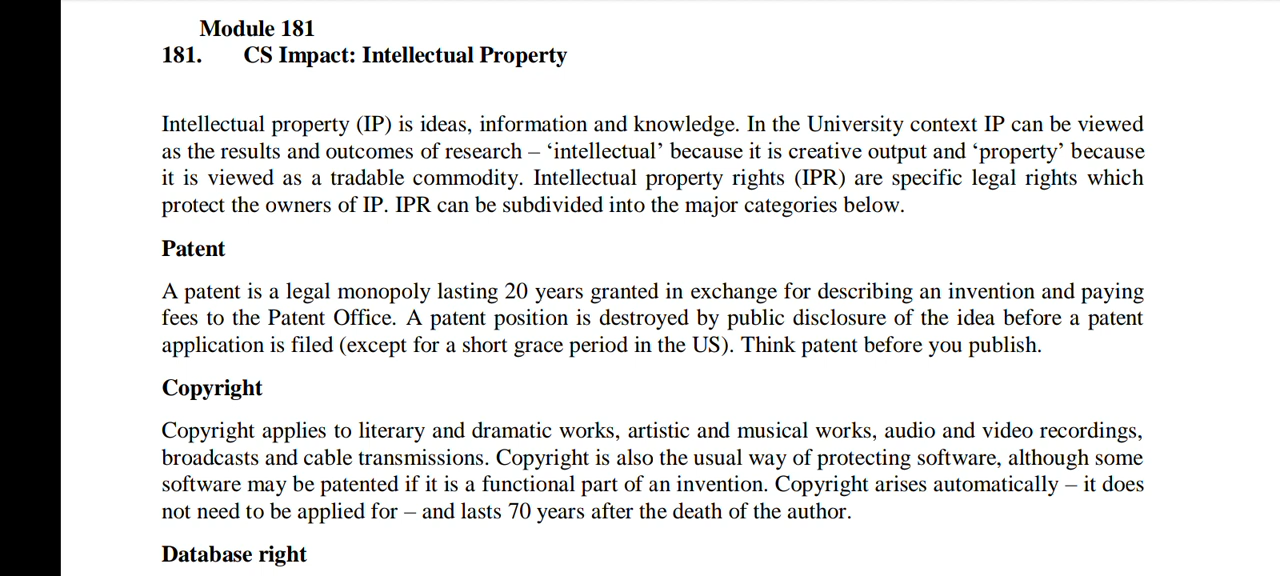 Module 181
181. CS Impact: Intellectual Property
Intellectual property (IP) is ideas, information and knowledge. In the University context IP can be viewed
as the results and outcomes of research – ‘intellectual’ because it is creative output and ‘property’ because
it is viewed as a tradable commodity. Intellectual property rights (IPR) are specific legal rights which
protect the owners of IP. IPR can be subdivided into the major categories below.
Patent
A patent is a legal monopoly lasting 20 years granted in exchange for describing an invention and paying
fees to the Patent Office. A patent position is destroyed by public disclosure of the idea before a patent
application is filed (except for a short grace period in the US). Think patent before you publish.
Copyright
Copyright applies to literary and dramatic works, artistic and musical works, audio and video recordings,
broadcasts and cable transmissions. Copyright is also the usual way of protecting software, although some
software may be patented if it is a functional part of an invention. Copyright arises automatically – it does
not need to be applied for – and lasts 70 years after the death of the author.
Database right